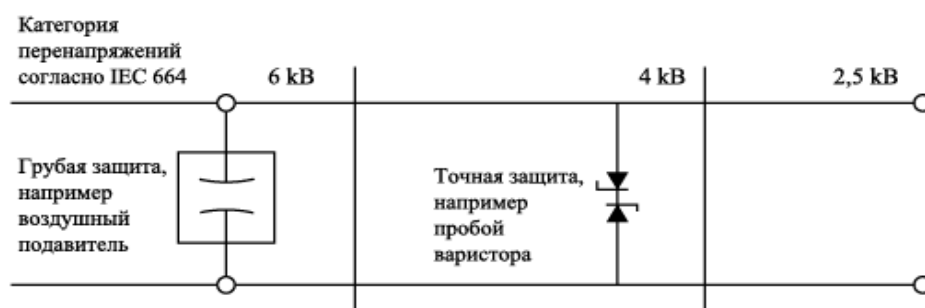 Категория
перенапряжений
согласно IEC 664
6 kB
4 kB
2,5 kB
Грубая защита,
например
воздушный
подавитель
Точная защита,
например
пробой
варистора